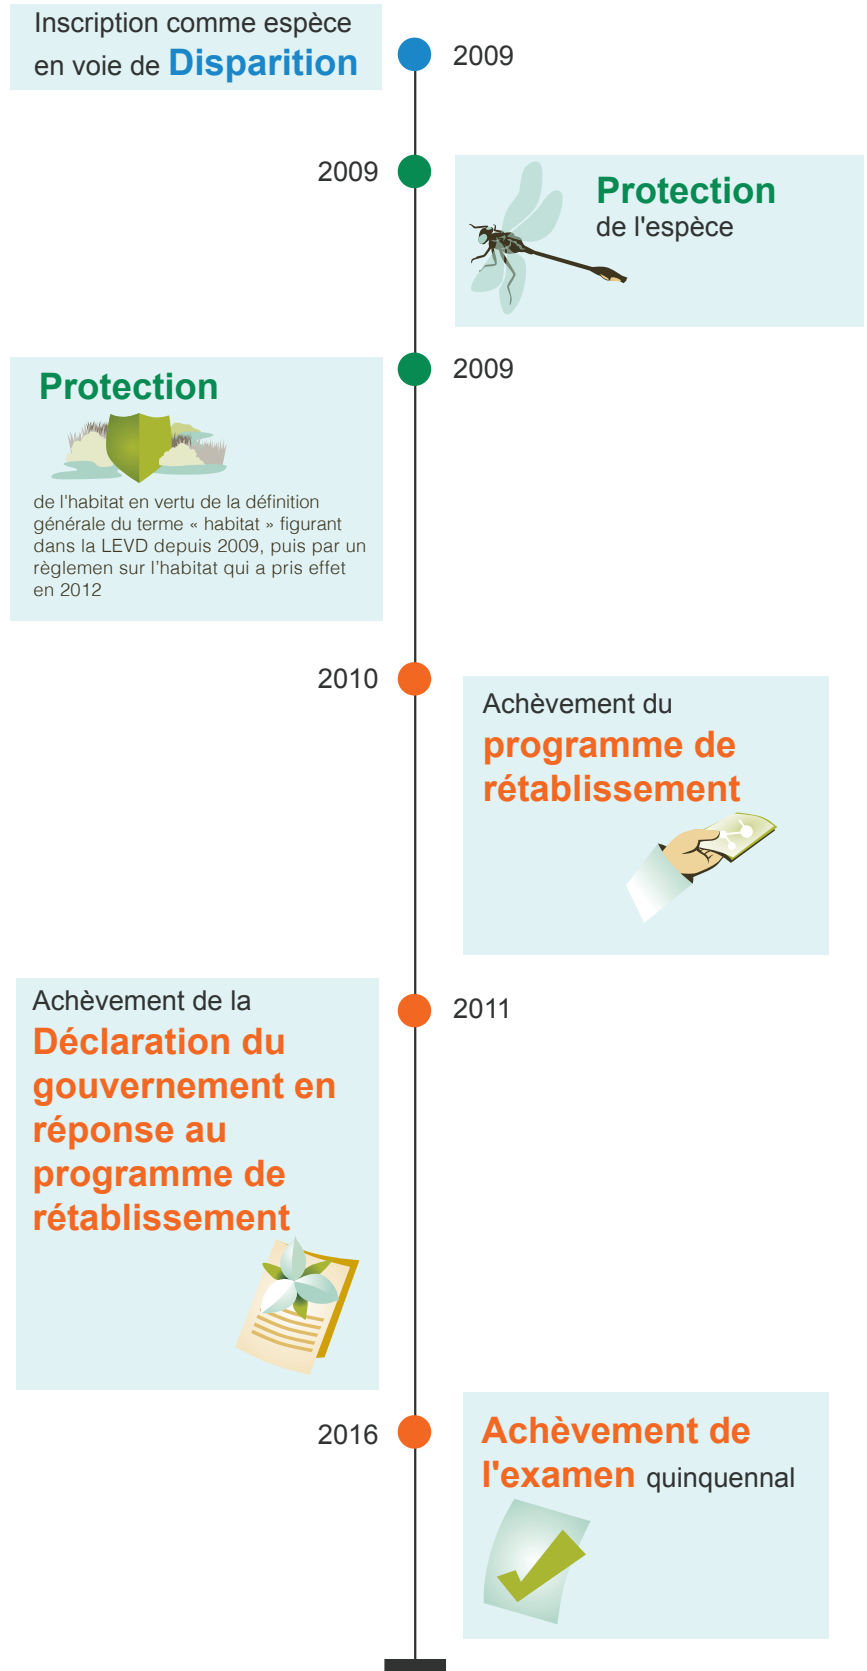 Inscription comme espèce
en voie de Disparition
2009
2009
Protection
de l'espèce
2009
Protection
de l'habitat en vertu de la définition
générale du terme « habitat » figurant
dans la LEVD depuis 2009, puis par un
règlemen sur l’habitat qui a pris effet
en 2012
2010
Achèvement du
programme de
rétablissement
2011
Achèvement de la
Déclaration du
gouvernement en
réponse au
programme de
rétablissement
2016
Achèvement de
l'examen quinquennal